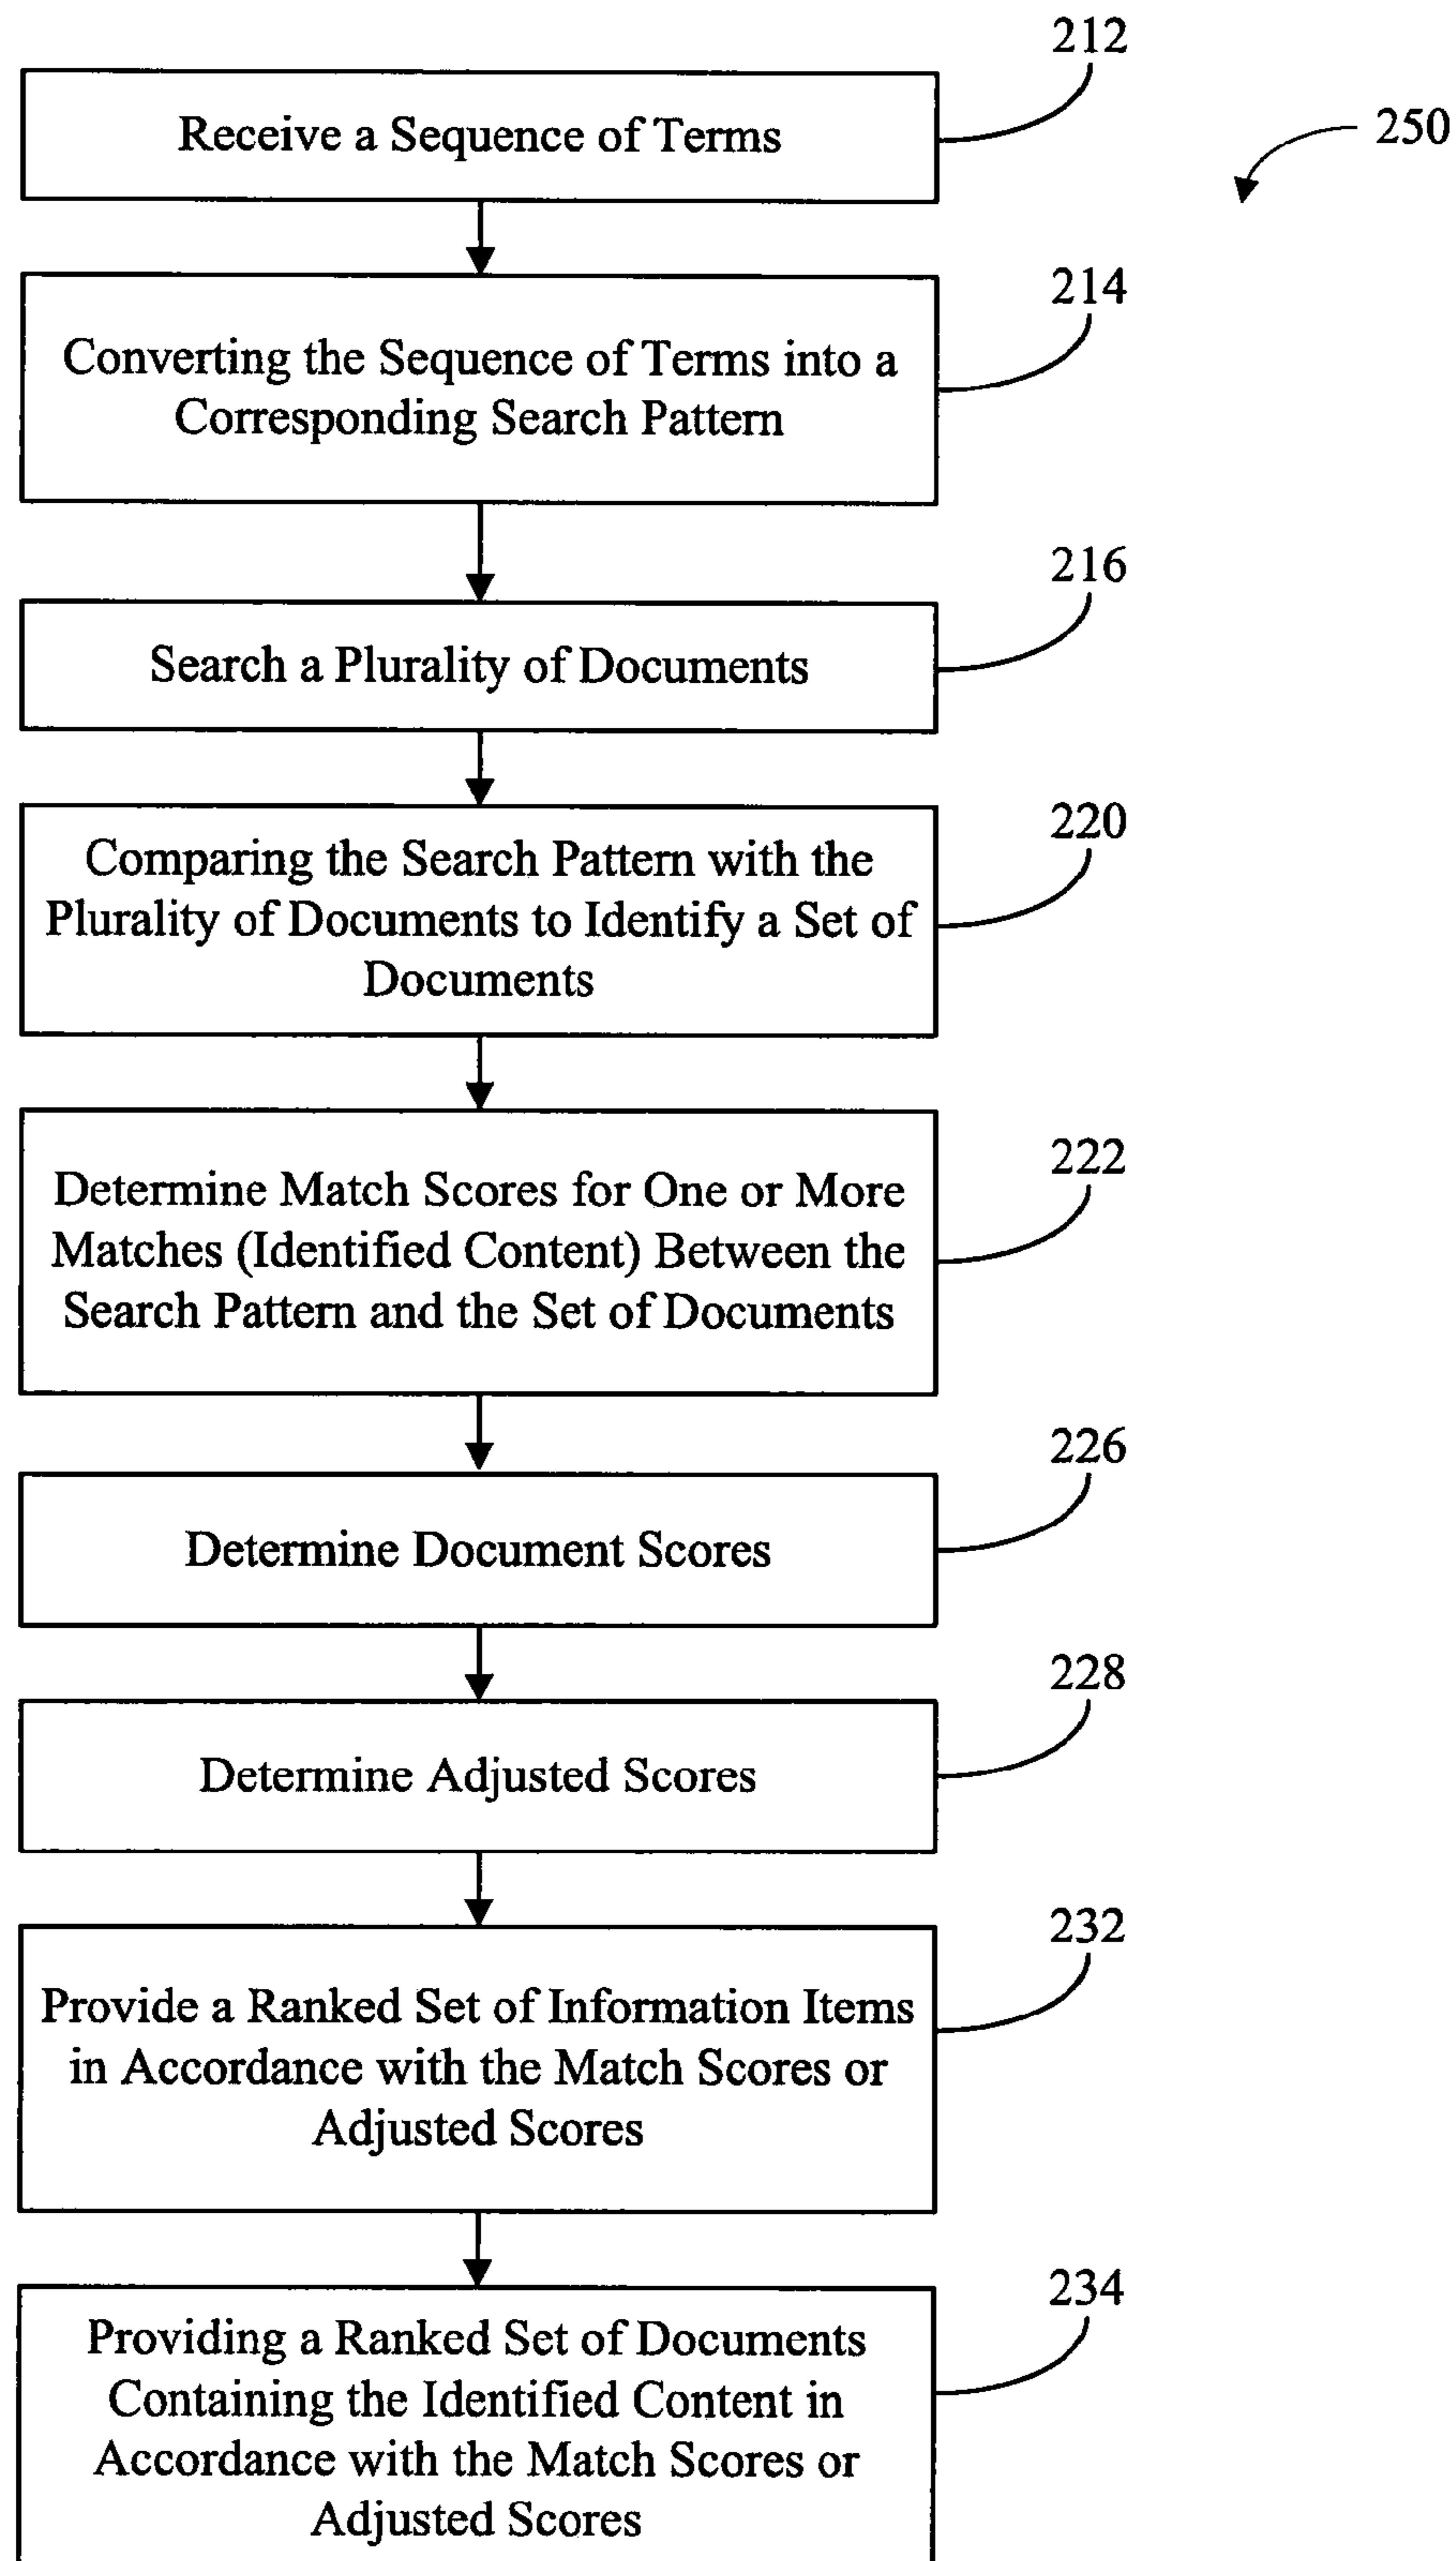 212
Receive a Sequence of Terms
250
214
Converting the Sequence of Terms into a
Corresponding Search Pattern
216
Search a Plurality of Documents
220
Comparing the Search Pattern with the
Plurality of Documents to Identify a Set of
Documents
222
Determine Match Scores for One or More
Matches (Identified Content) Between the
Search Pattern and the Set of Documents
226
Determine Document Scores
228
Determine Adjusted Scores
232
Provide a Ranked Set of Information Items
in Accordance with the Match Scores or
Adjusted Scores
234
Providing a Ranked Set of Documents
Containing the Identified Content in
Accordance with the Match Scores or
Adjusted Scores